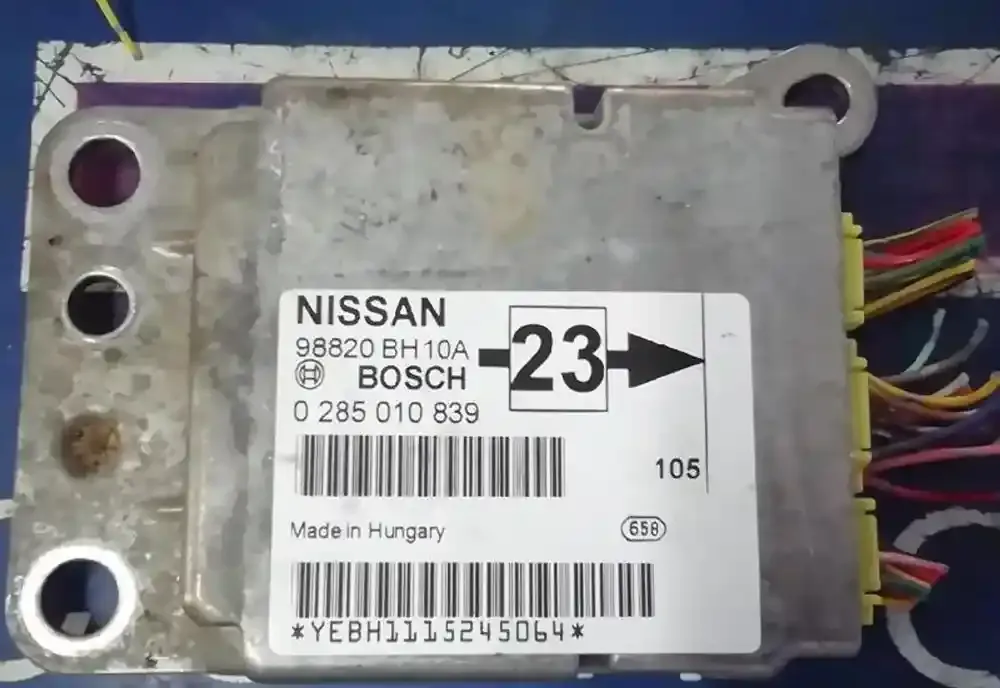 NISSAN
98820 BH10A
BOSCH
0 285 010 839
23
105
Made in Hungary
658
*YEBH1115245064*